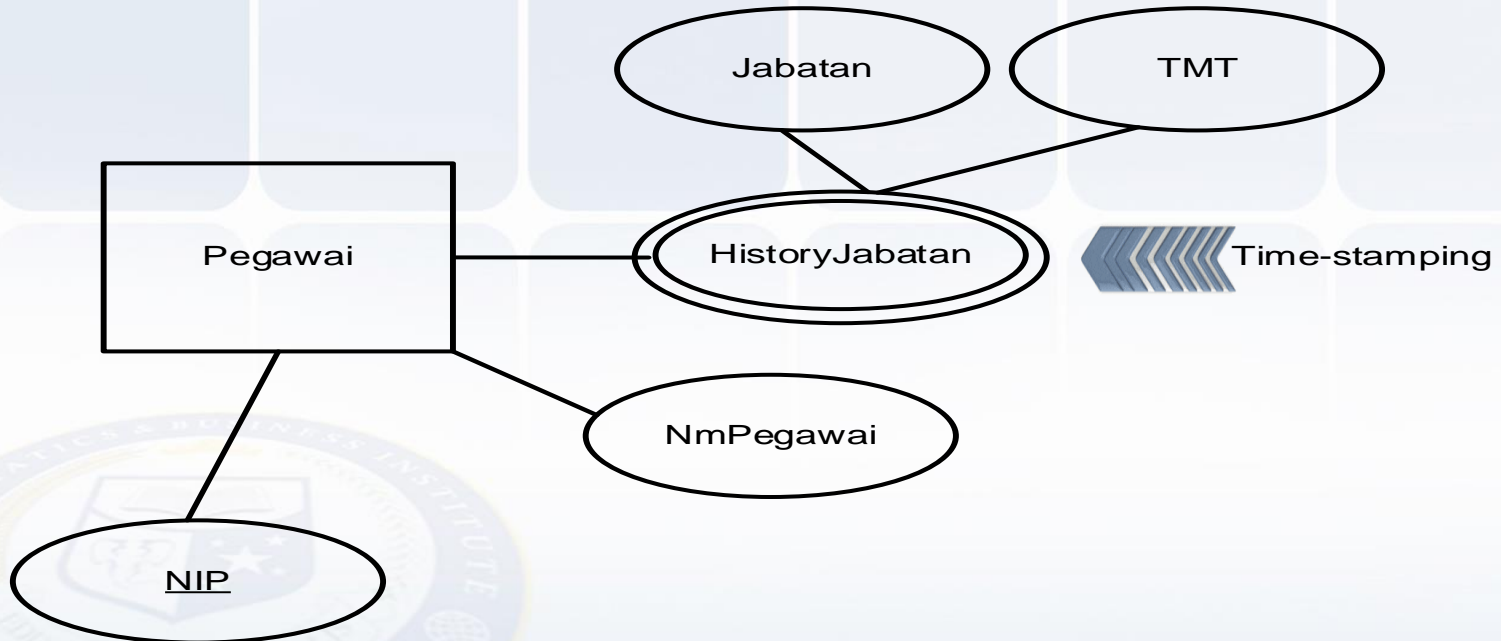 Jabatan
TMT
Pegawai
HistoryJabatan
Time-stamping
NmPegawai
NIP